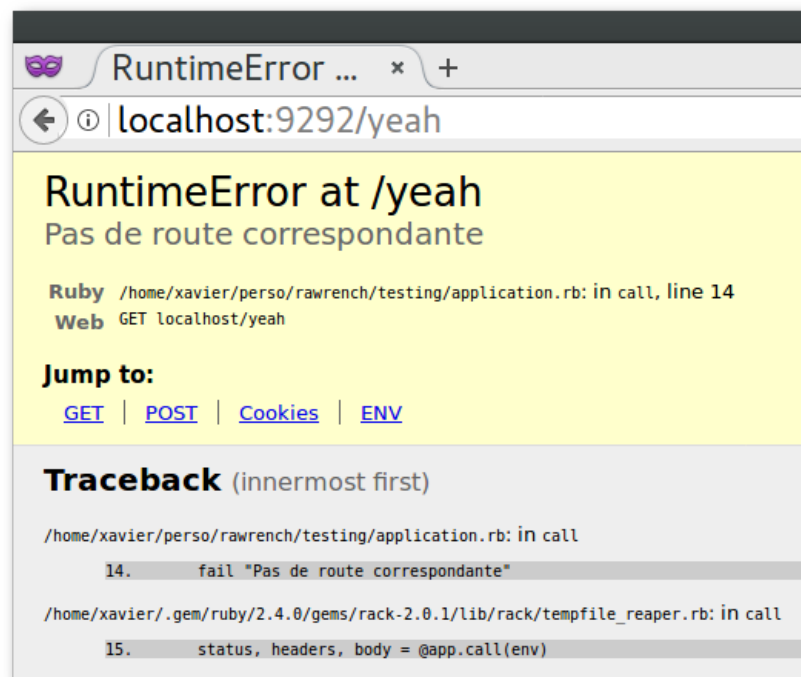 RuntimeError ... × +
localhost:9292/yeah
RuntimeError at /yeah
Pas de route correspondante
Ruby /home/xavier/perso/rawrench/testing/application.rb: in call, line 14
Web GET localhost/yeah
Jump to:
GET | POST | Cookies | ENV
Traceback (innermost first)
/home/xavier/perso/rawrench/testing/application.rb: in call
14. fail "Pas de route correspondante"
/home/xavier/.gem/ruby/2.4.0/gems/rack-2.0.1/lib/rack/tempfile_reaper.rb: in call
15. status, headers, body = @app.call(env)